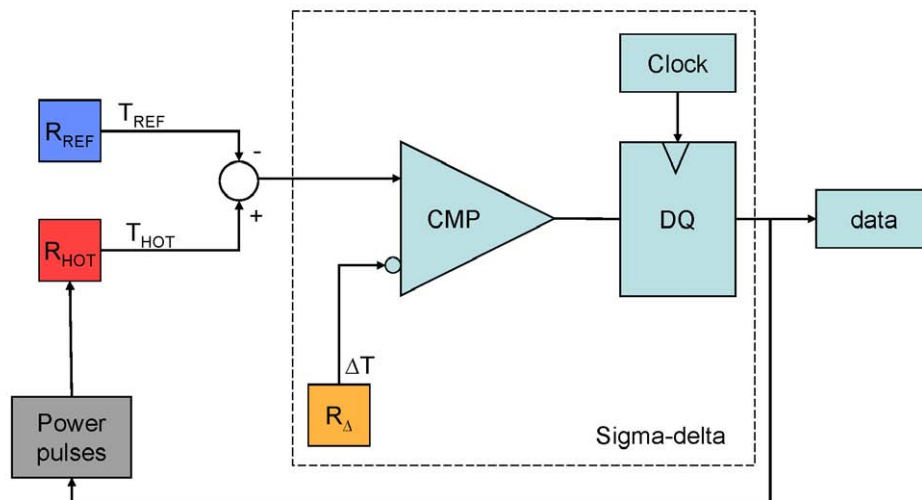 Clock
T_REF
R_REF
-
+
CMP
DQ
data
T_HOT
R_HOT
ΔT
R_Δ
Power
pulses
Sigma-delta